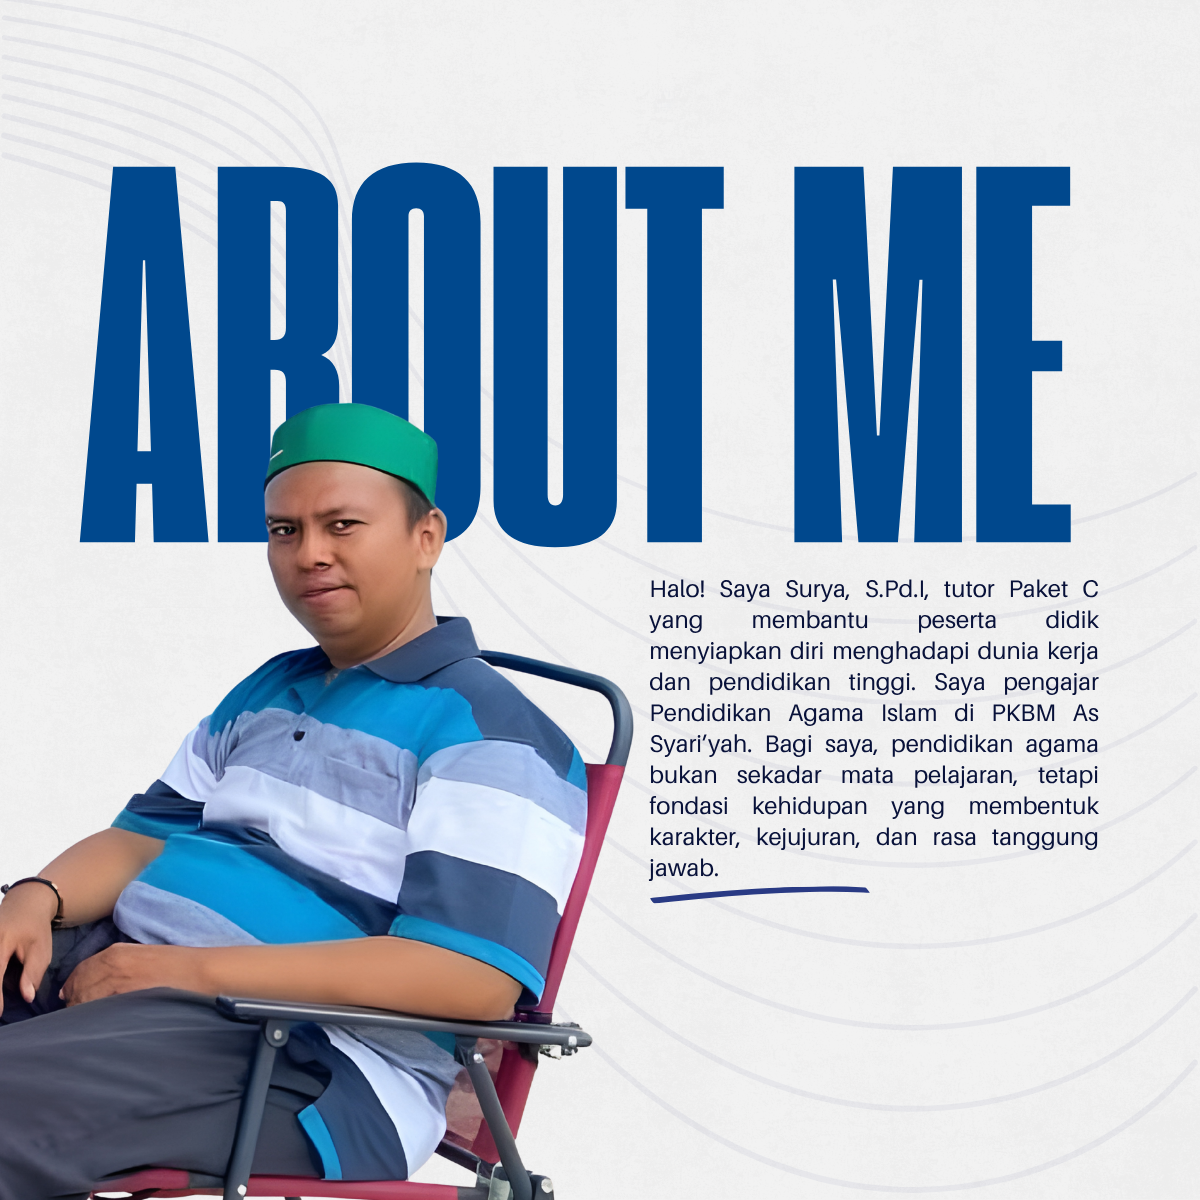 ABOUT ME
Halo! Saya Surya, S.Pd.I, tutor Paket C
yang membantu peserta didik
menyiapkan diri menghadapi dunia kerja
dan pendidikan tinggi. Saya pengajar
Pendidikan Agama Islam di PKBM As
Syari’yah. Bagi saya, pendidikan agama
bukan sekadar mata pelajaran, tetapi
fondasi kehidupan yang membentuk
karakter, kejujuran, dan rasa tanggung
jawab.